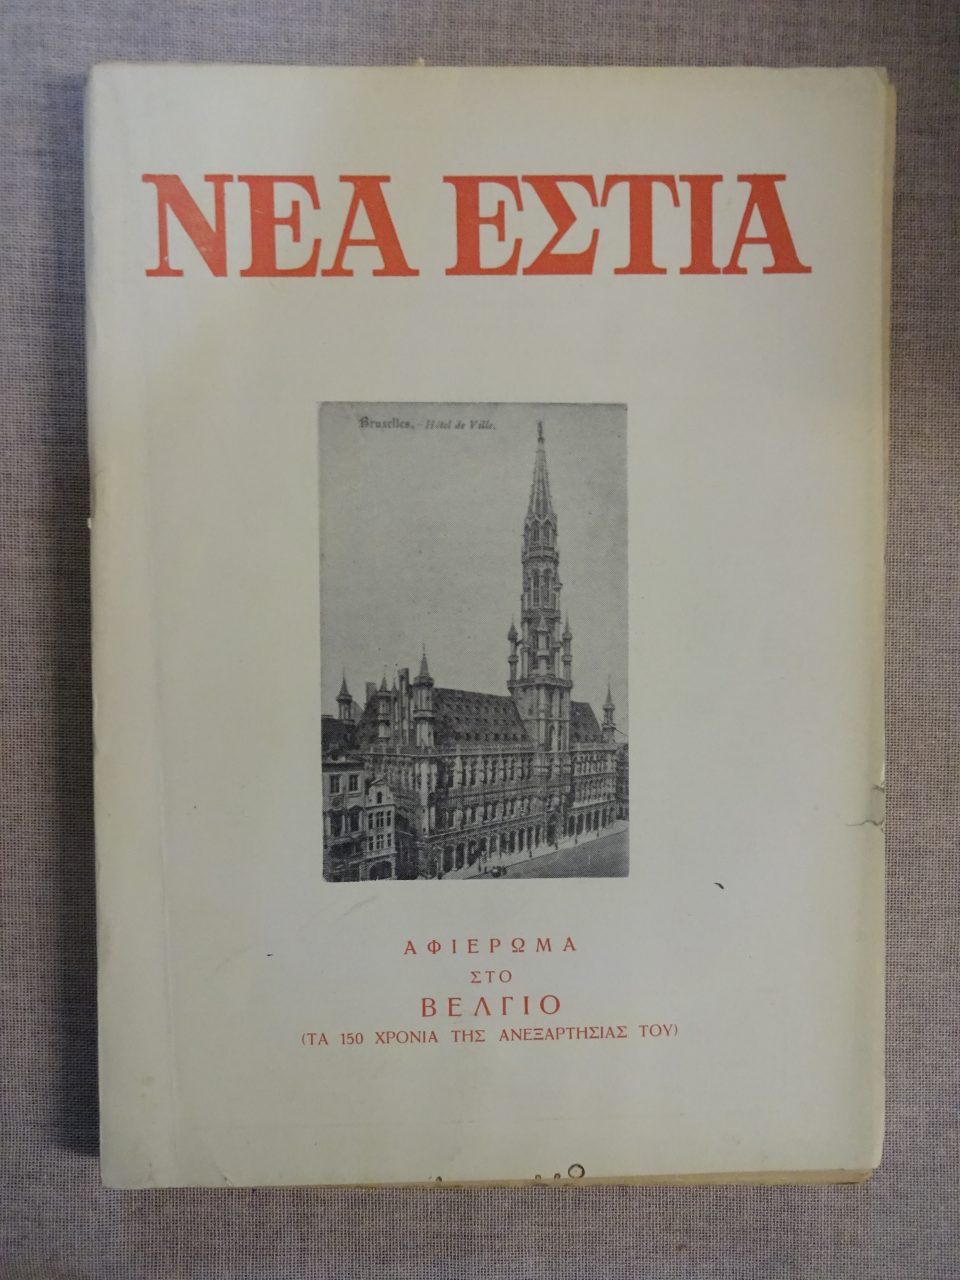 ΝΕΑ ΕΣΤΙΑ
Bruxelles, - Hôtel de Ville.
ΑΦΙΕΡΩΜΑ
ΣΤΟ
ΒΕΛΓΙΟ
(ΤΑ 150 ΧΡΟΝΙΑ ΤΗΣ ΑΝΕΞΑΡΤΗΣΙΑΣ ΤΟΥ)